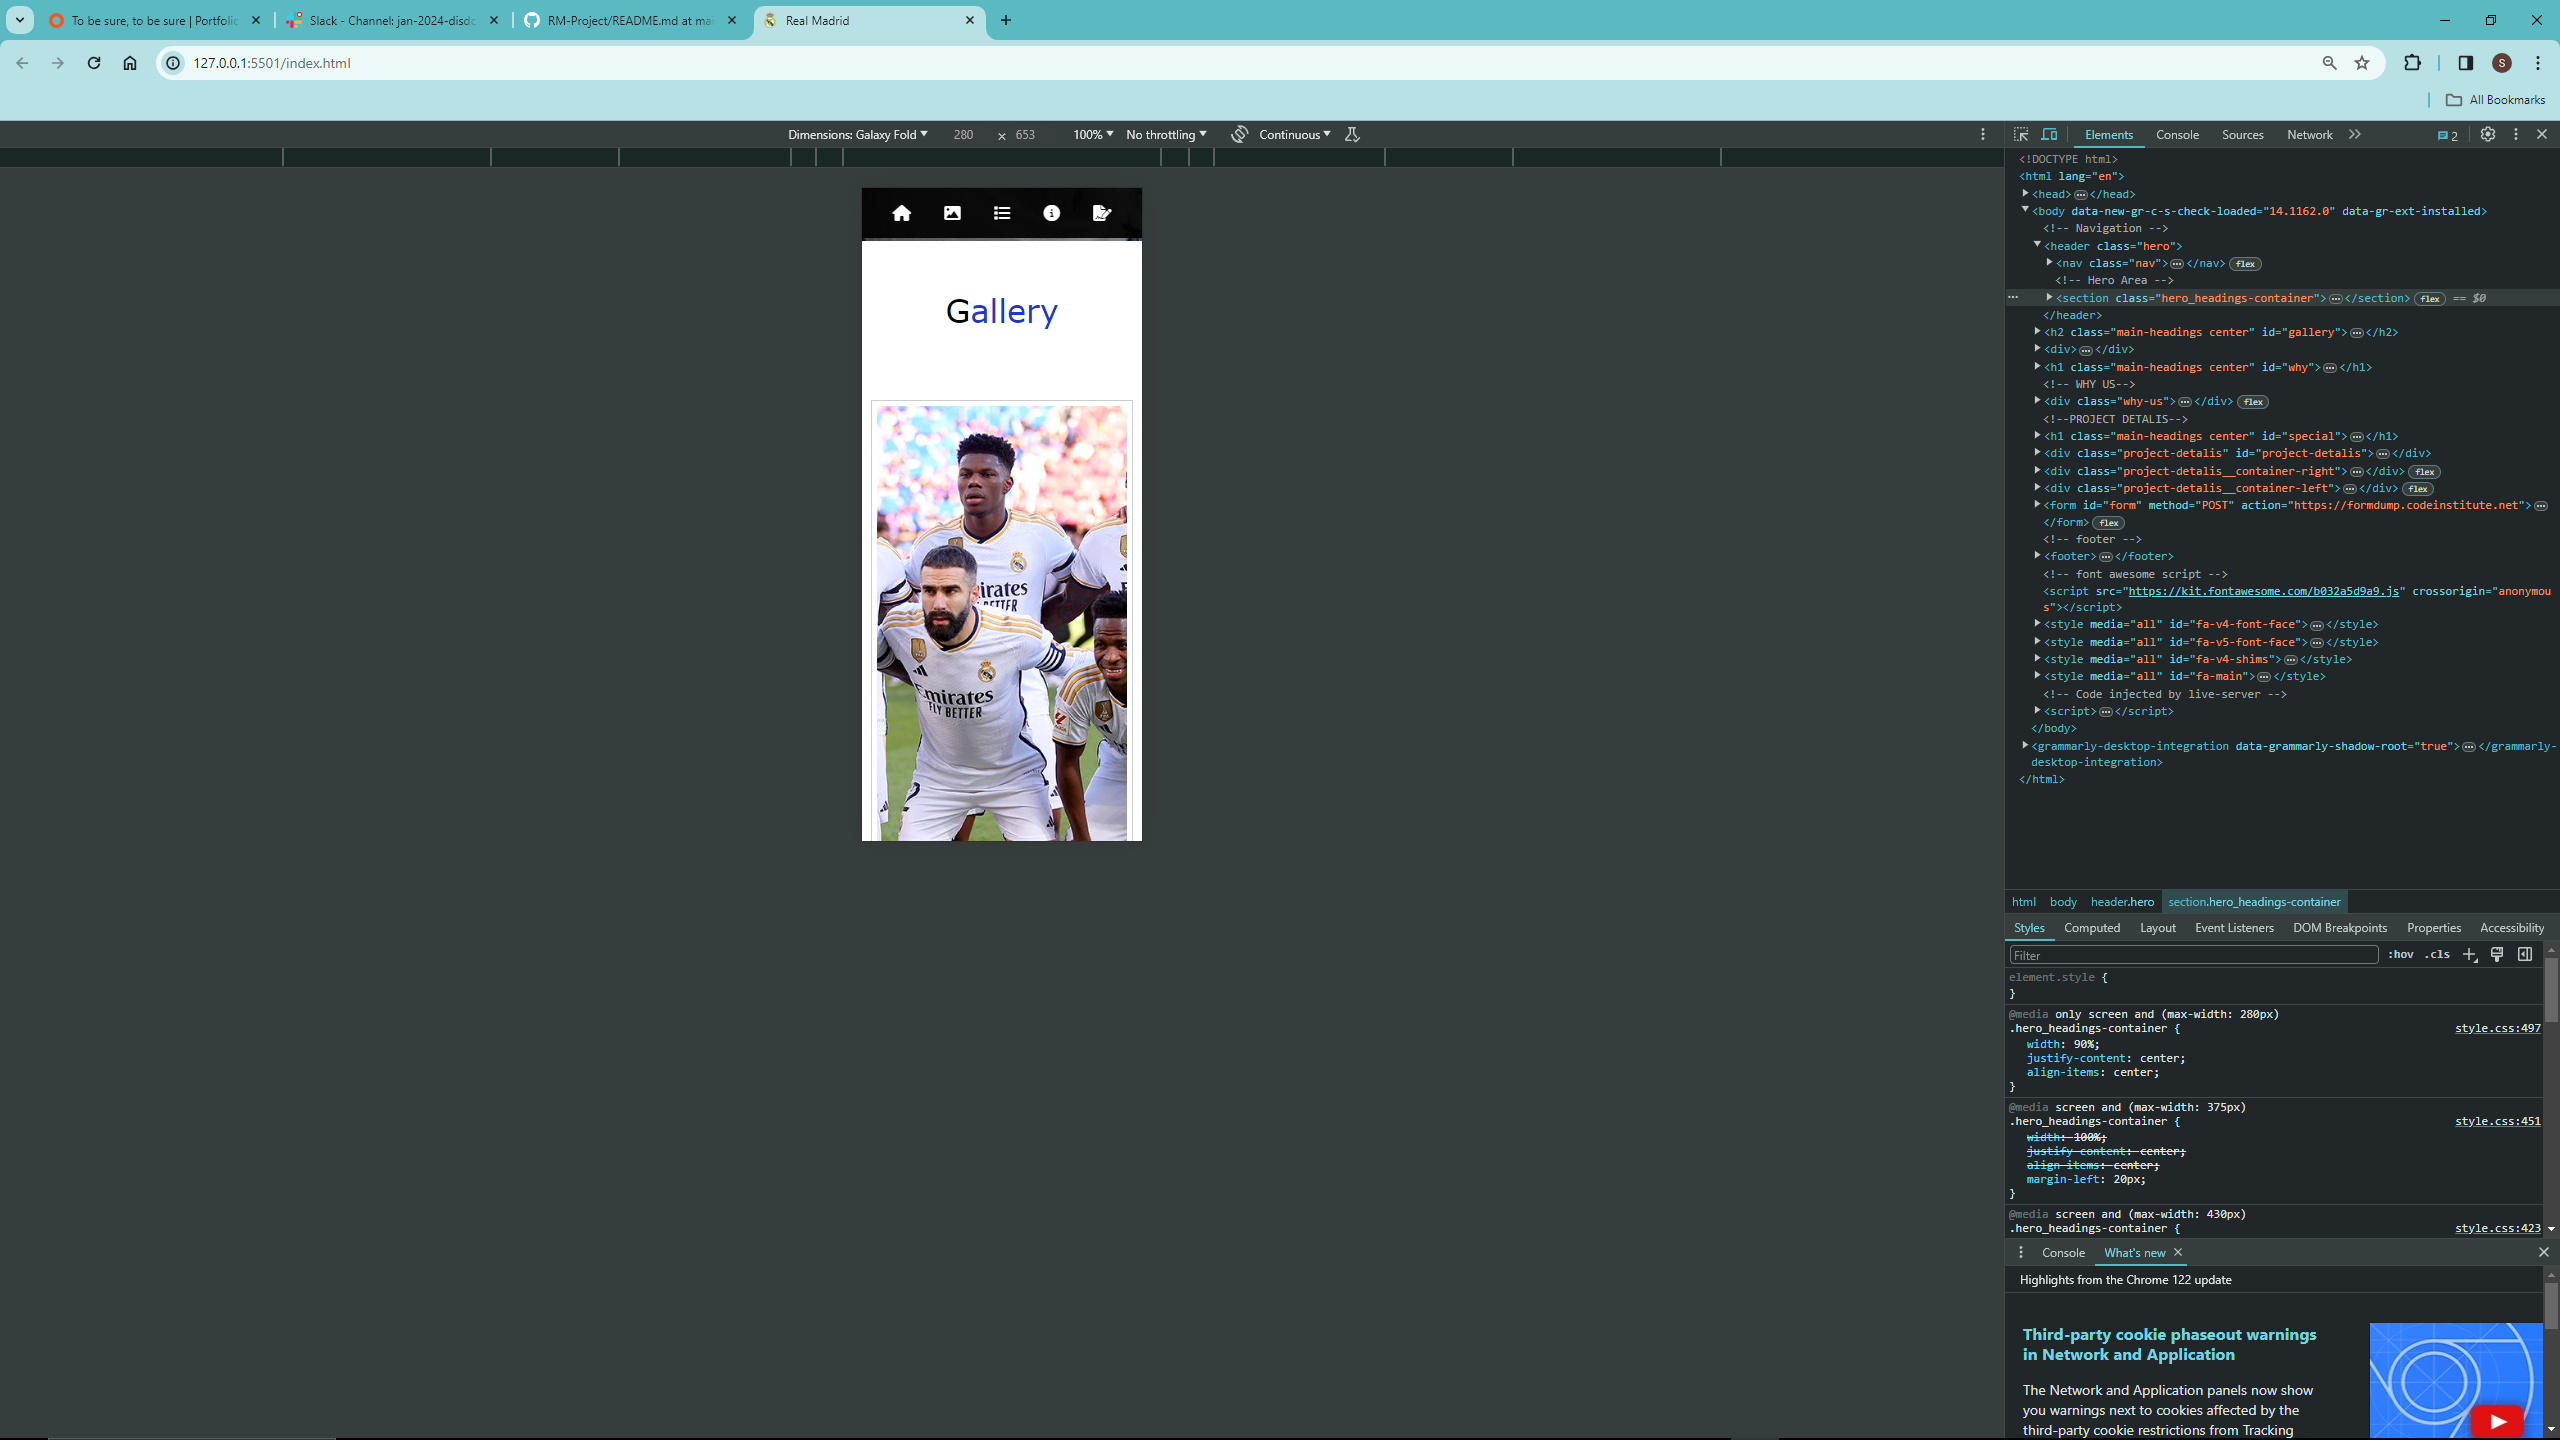 To be sure, to be sure | Portfolio
Slack - Channel: jan-2024-disdc
RM-Project/README.md at mai
Real Madrid
127.0.0.1:5501/index.html
S
All Bookmarks
Dimensions: Galaxy Fold 280 × 653 100% No throttling Continuous
Gallery
Emirates
FLY BETTER
Elements Console Sources Network 2
<!DOCTYPE html>
<html lang="en">
<head>…</head>
<body data-new-gr-c-s-check-loaded="14.1162.0" data-gr-ext-installed>
<!-- Navigation -->
<header class="hero">
<nav class="nav">…</nav> flex
<!-- Hero Area -->
<section class="hero_headings-container">…</section> flex == $0
</header>
<h2 class="main-headings center" id="gallery">…</h2>
<div>…</div>
<h1 class="main-headings center" id="why">…</h1>
<!-- WHY US-->
<div class="why-us">…</div> flex
<!--PROJECT DETALIS-->
<h1 class="main-headings center" id="special">…</h1>
<div class="project-detalis" id="project-detalis">…</div>
<div class="project-detalis__container-right">…</div> flex
<div class="project-detalis__container-left">…</div> flex
<form id="form" method="POST" action="https://formdump.codeinstitute.net">…
</form> flex
<!-- footer -->
<footer>…</footer>
<!-- font awesome script -->
<script src="https://kit.fontawesome.com/b032a5d9a9.js" crossorigin="anonymou
s"></script>
<style media="all" id="fa-v4-font-face">…</style>
<style media="all" id="fa-v5-font-face">…</style>
<style media="all" id="fa-v4-shims">…</style>
<style media="all" id="fa-main">…</style>
<!-- Code injected by live-server -->
<script>…</script>
</body>
<grammarly-desktop-integration data-grammarly-shadow-root="true">…</grammarly-
desktop-integration>
</html>
html body header.hero section.hero_headings-container
Styles Computed Layout Event Listeners DOM Breakpoints Properties Accessibility
Filter :hov .cls
element.style {
}
@media only screen and (max-width: 280px)
.hero_headings-container { style.css:497
width: 90%;
justify-content: center;
align-items: center;
}
@media screen and (max-width: 375px)
.hero_headings-container { style.css:451
width: 100%;
justify-content: center;
align-items: center;
margin-left: 20px;
}
@media screen and (max-width: 430px)
.hero_headings-container { style.css:423
Console What's new
Highlights from the Chrome 122 update
Third-party cookie phaseout warnings
in Network and Application
The Network and Application panels now show
you warnings next to cookies affected by the
third-party cookie restrictions from Tracking